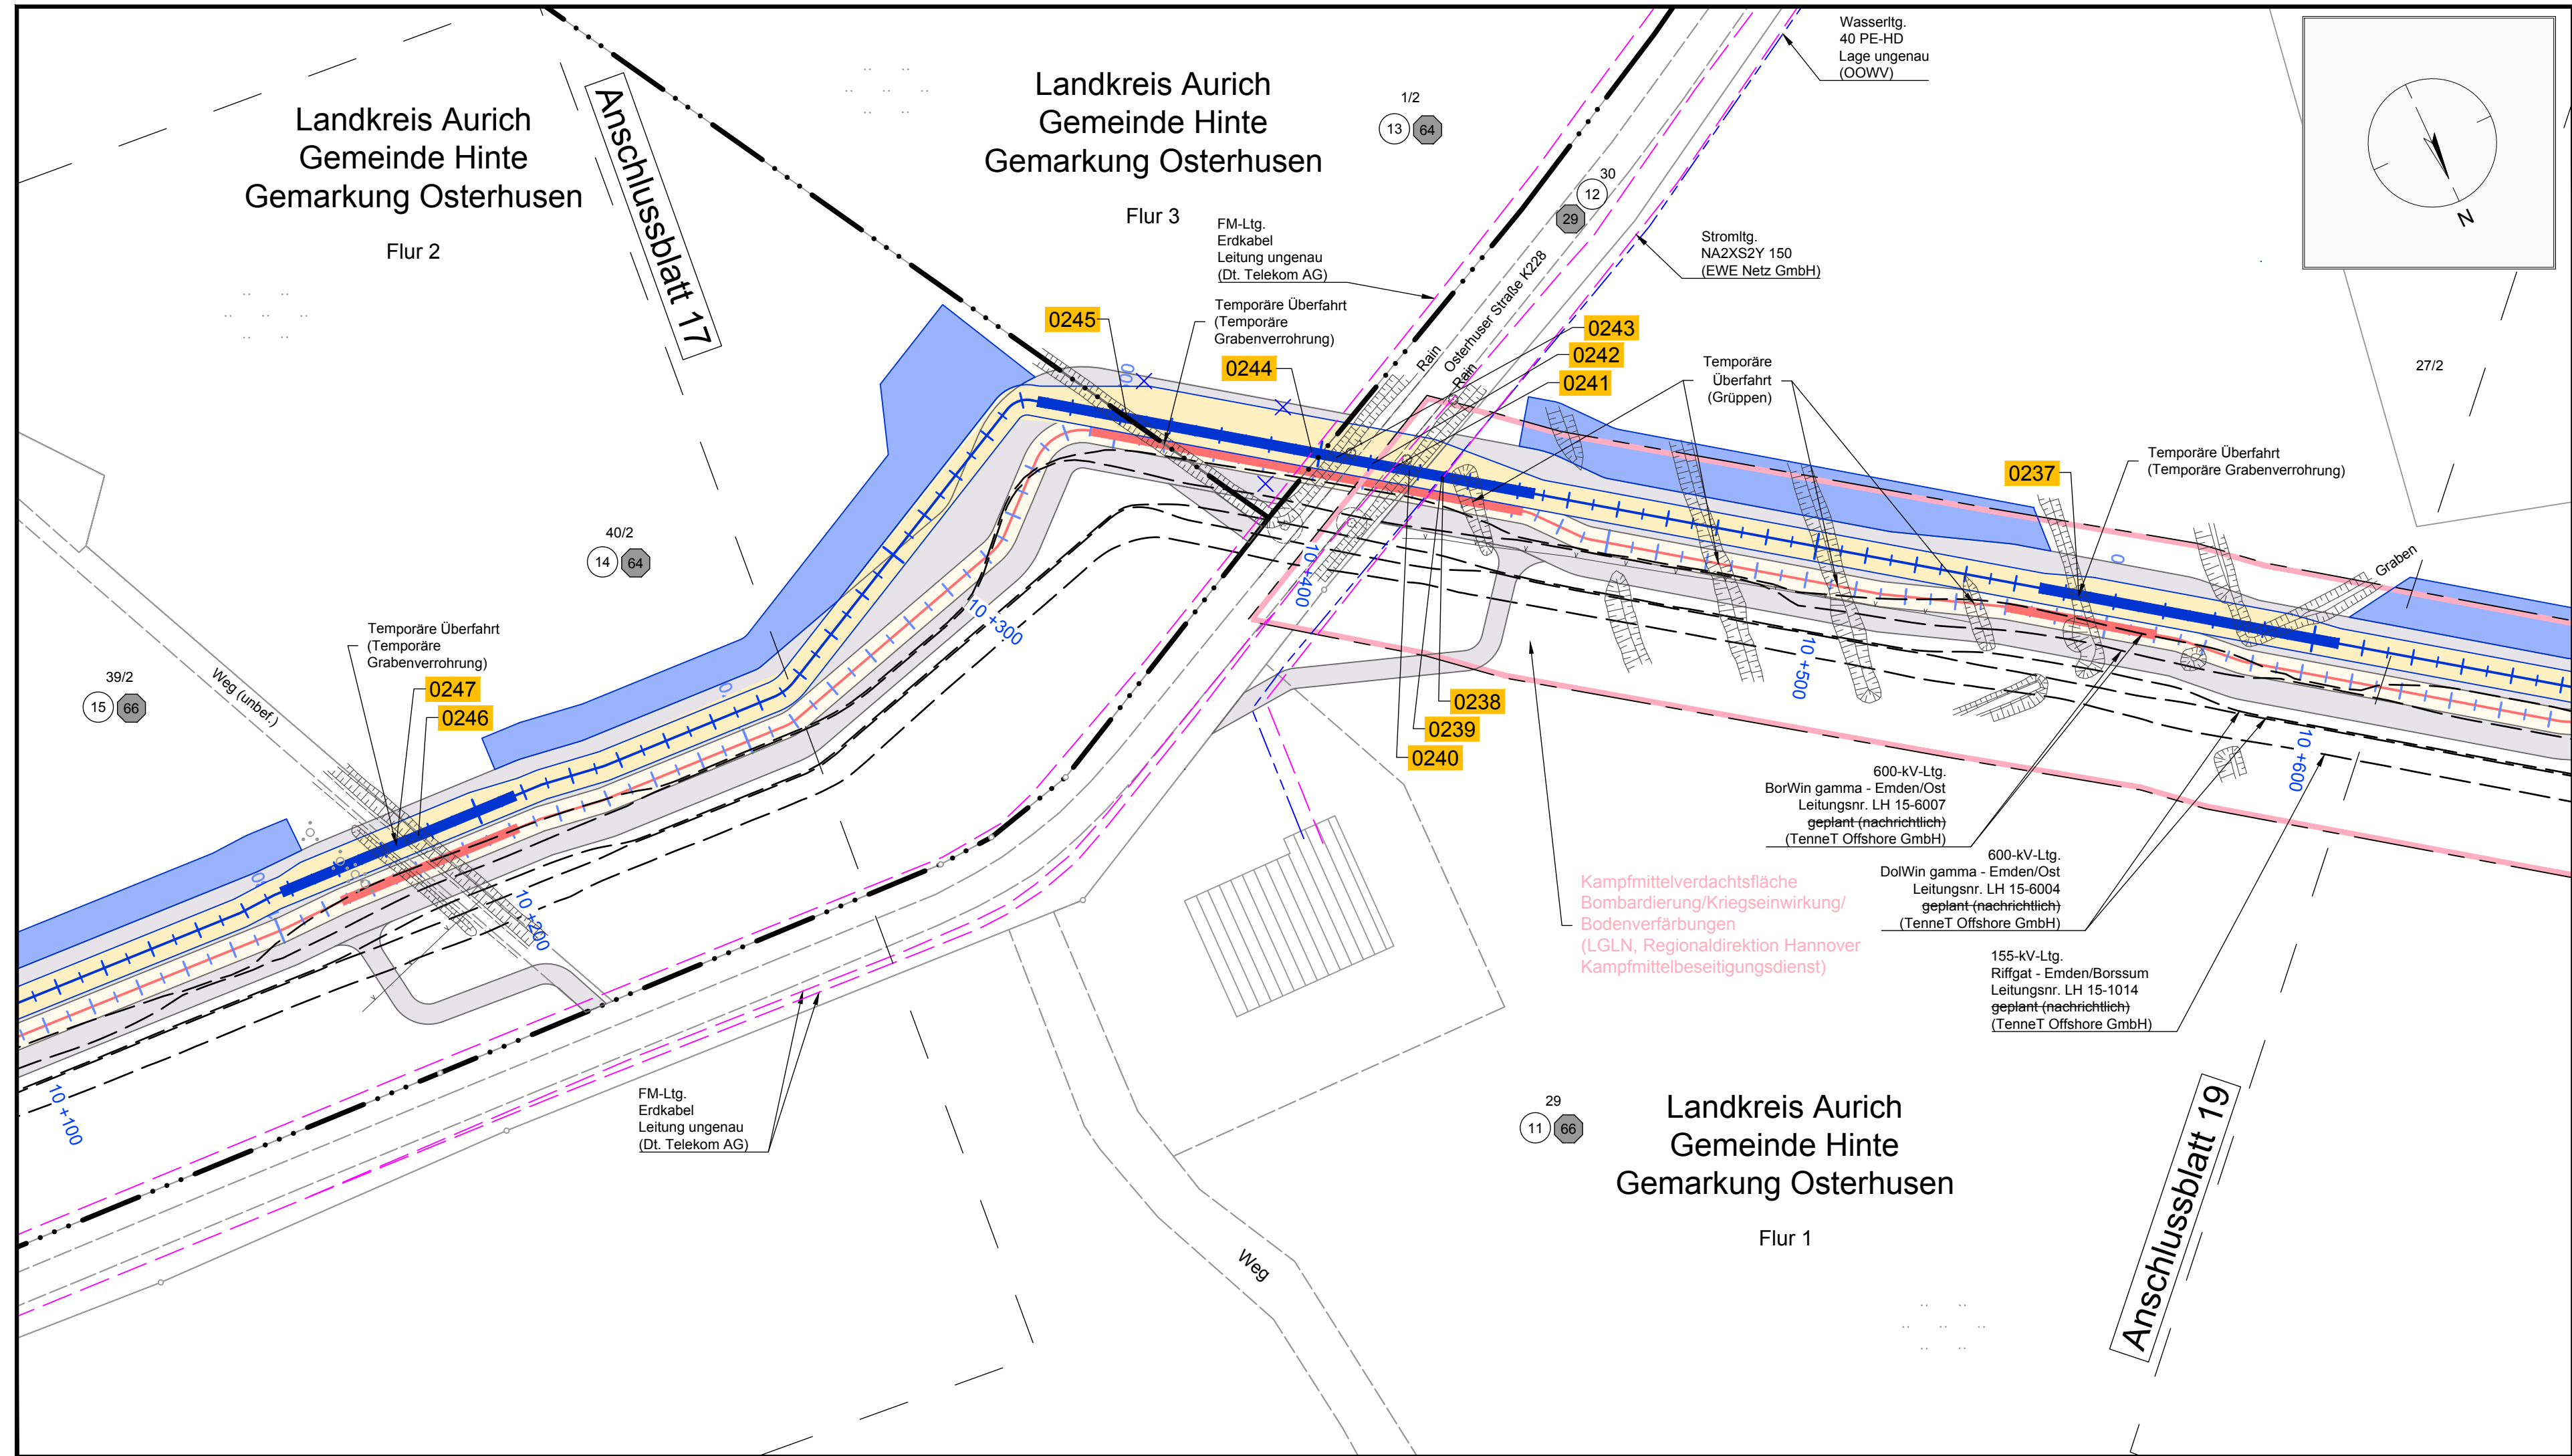 Landkreis Aurich
Gemeinde Hinte
Gemarkung Osterhusen
Flur 2
Anschlussblatt 17
Landkreis Aurich
Gemeinde Hinte
Gemarkung Osterhusen
Flur 3
1/2
13 64
Wasserltg.
40 PE-HD
Lage ungenau
(OOWV)
N
30
12
29
FM-Ltg.
Erdkabel
Leitung ungenau
(Dt. Telekom AG)
Stromltg.
NA2XS2Y 150
(EWE Netz GmbH)
Temporäre Überfahrt
(Temporäre
Grabenverrohrung)
0245
0244
Rain
Osterhuser Straße K228
Rain
0243
0242
0241
Temporäre
Überfahrt
(Grüppen)
27/2
0237
Temporäre Überfahrt
(Temporäre Grabenverrohrung)
Graben
40/2
14 64
10 +300
10 +400
10 +500
10 +600
Temporäre Überfahrt
(Temporäre
Grabenverrohrung)
0247
0246
39/2
15 66
Weg (unbef.)
10 +200
10 +100
0238
0239
0240
600-kV-Ltg.
BorWin gamma - Emden/Ost
Leitungsnr. LH 15-6007
geplant (nachrichtlich)
(TenneT Offshore GmbH)
600-kV-Ltg.
DolWin gamma - Emden/Ost
Leitungsnr. LH 15-6004
geplant (nachrichtlich)
(TenneT Offshore GmbH)
155-kV-Ltg.
Riffgat - Emden/Borssum
Leitungsnr. LH 15-1014
geplant (nachrichtlich)
(TenneT Offshore GmbH)
Kampfmittelverdachtsfläche
Bombardierung/Kriegseinwirkung/
Bodenverfärbungen
(LGLN, Regionaldirektion Hannover
Kampfmittelbeseitigungsdienst)
FM-Ltg.
Erdkabel
Leitung ungenau
(Dt. Telekom AG)
29
11 66
Landkreis Aurich
Gemeinde Hinte
Gemarkung Osterhusen
Flur 1
Weg
Anschlussblatt 19